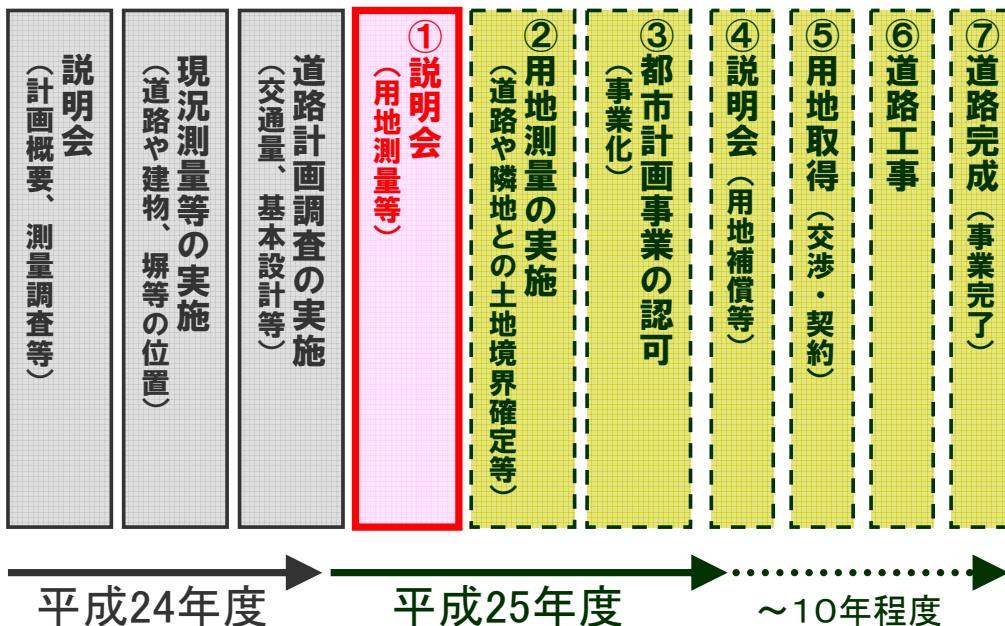 説明会
（計画概要、測量調査等）
現況測量等の実施
（道路や建物、塀等の位置）
道路計画調査の実施
（交通量、基本設計等）
①説明会
（用地測量等）
②用地測量の実施
（道路や隣地との土地境界確定等）
③都市計画事業の認可
（事業化）
④説明会（用地補償等）
⑤用地取得（交渉・契約）
⑥道路工事
⑦道路完成（事業完了）
平成24年度
平成25年度
～10年程度